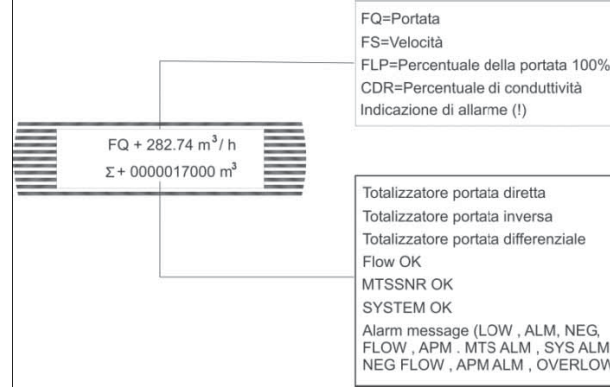 FQ=Portata
FS=Velocità
FLP=Percentuale della portata 100%
CDR=Percentuale di conduttività
Indicazione di allarme (!)
FQ + 282.74 m³/ h
Σ+ 0000017000 m³
Totalizzatore portata diretta
Totalizzatore portata inversa
Totalizzatore portata differenziale
Flow OK
MTSSNR OK
SYSTEM OK
Alarm message (LOW , ALM, NEG,
FLOW , APM . MTS ALM , SYS ALM
NEG FLOW , APM ALM , OVERLOW